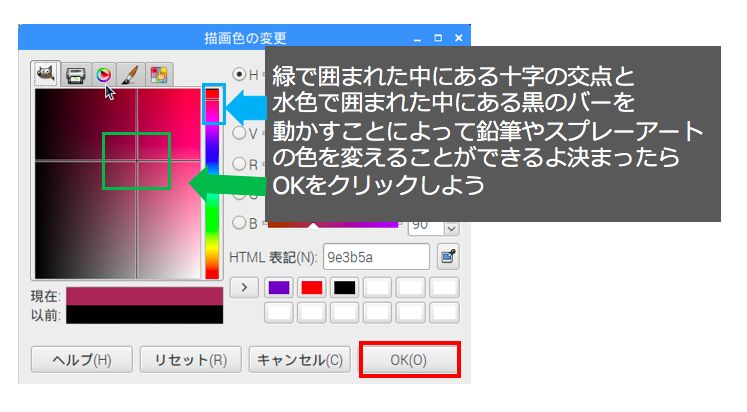 描画色の変更
H
緑で囲まれた中にある十字の交点と
水色で囲まれた中にある黒のバーを
動かすことによって鉛筆やスプレーアート
の色を変えることができるよ決まったら
OKをクリックしよう
V
R
B
90
HTML 表記(N): 9e3b5a
現在:
以前:
ヘルプ(H) リセット(R) キャンセル(C) OK(O)